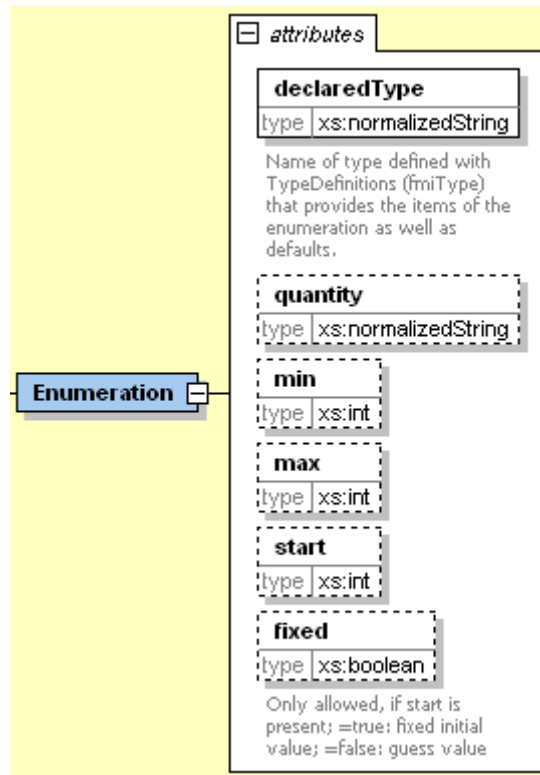 attributes
declaredType
type xs:normalizedString
Name of type defined with
TypeDefinitions (fmiType)
that provides the items of the
enumeration as well as
defaults.
quantity
type xs:normalizedString
Enumeration
min
type xs:int
max
type xs:int
start
type xs:int
fixed
type xs:boolean
Only allowed, if start is
present; =true: fixed initial
value; =false: guess value